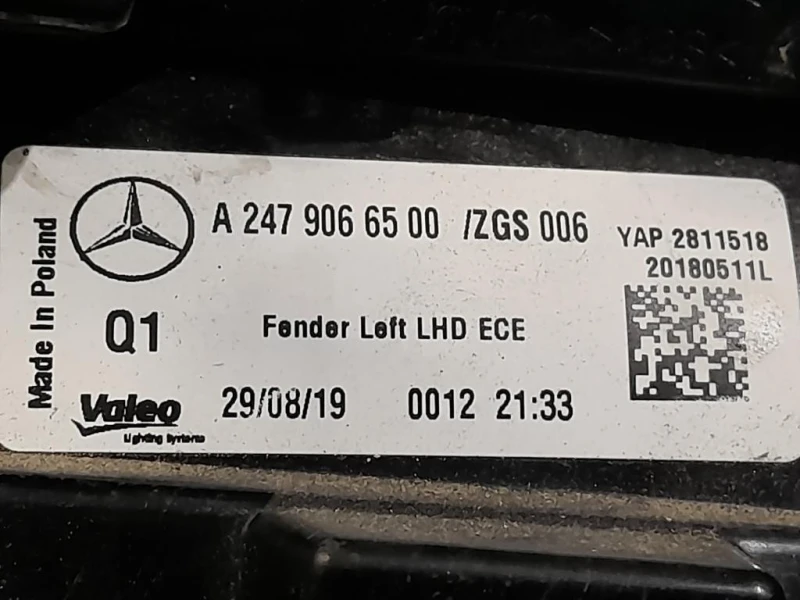 Made In Poland
A 247 906 65 00 /ZGS 006
YAP 2811518
20180511L
Q1
Fender Left LHD ECE
Valeo
Lighting Systems
29/08/19 0012 21:33